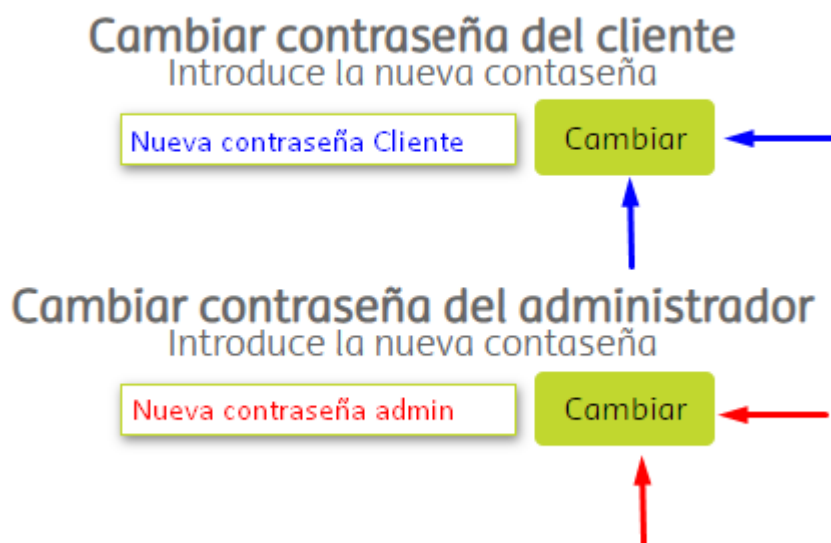 Cambiar contraseña del cliente
Introduce la nueva contaseña
Nueva contraseña Cliente Cambiar
Cambiar contraseña del administrador
Introduce la nueva contaseña
Nueva contraseña admin Cambiar